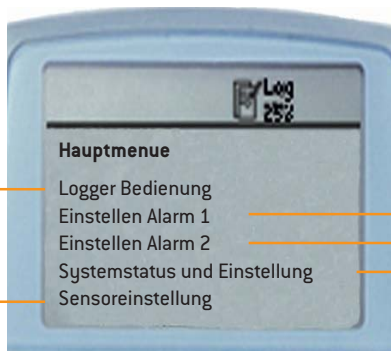 Log
25%
Hauptmenue
Logger Bedienung
Einstellen Alarm 1
Einstellen Alarm 2
Systemstatus und Einstellung
Sensoreinstellung